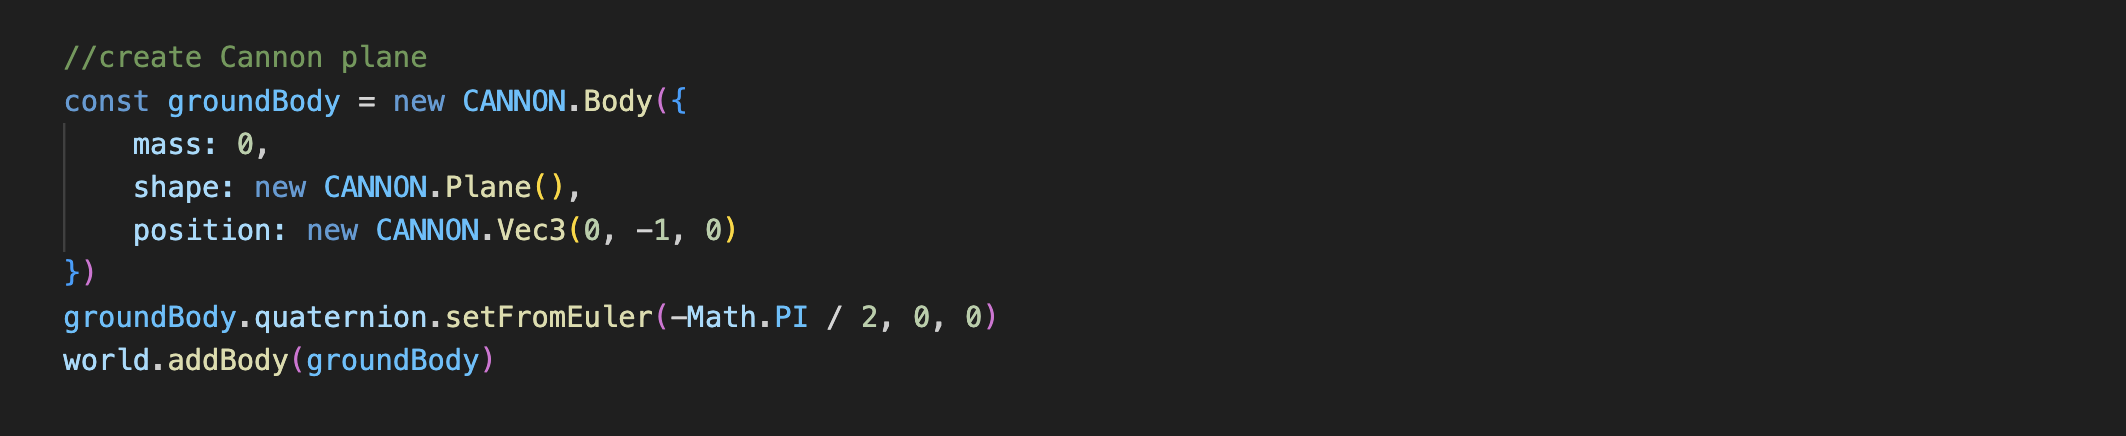 //create Cannon plane
const groundBody = new CANNON.Body({
    mass: 0,
    shape: new CANNON.Plane(),
    position: new CANNON.Vec3(0, -1, 0)
})
groundBody.quaternion.setFromEuler(-Math.PI / 2, 0, 0)
world.addBody(groundBody)